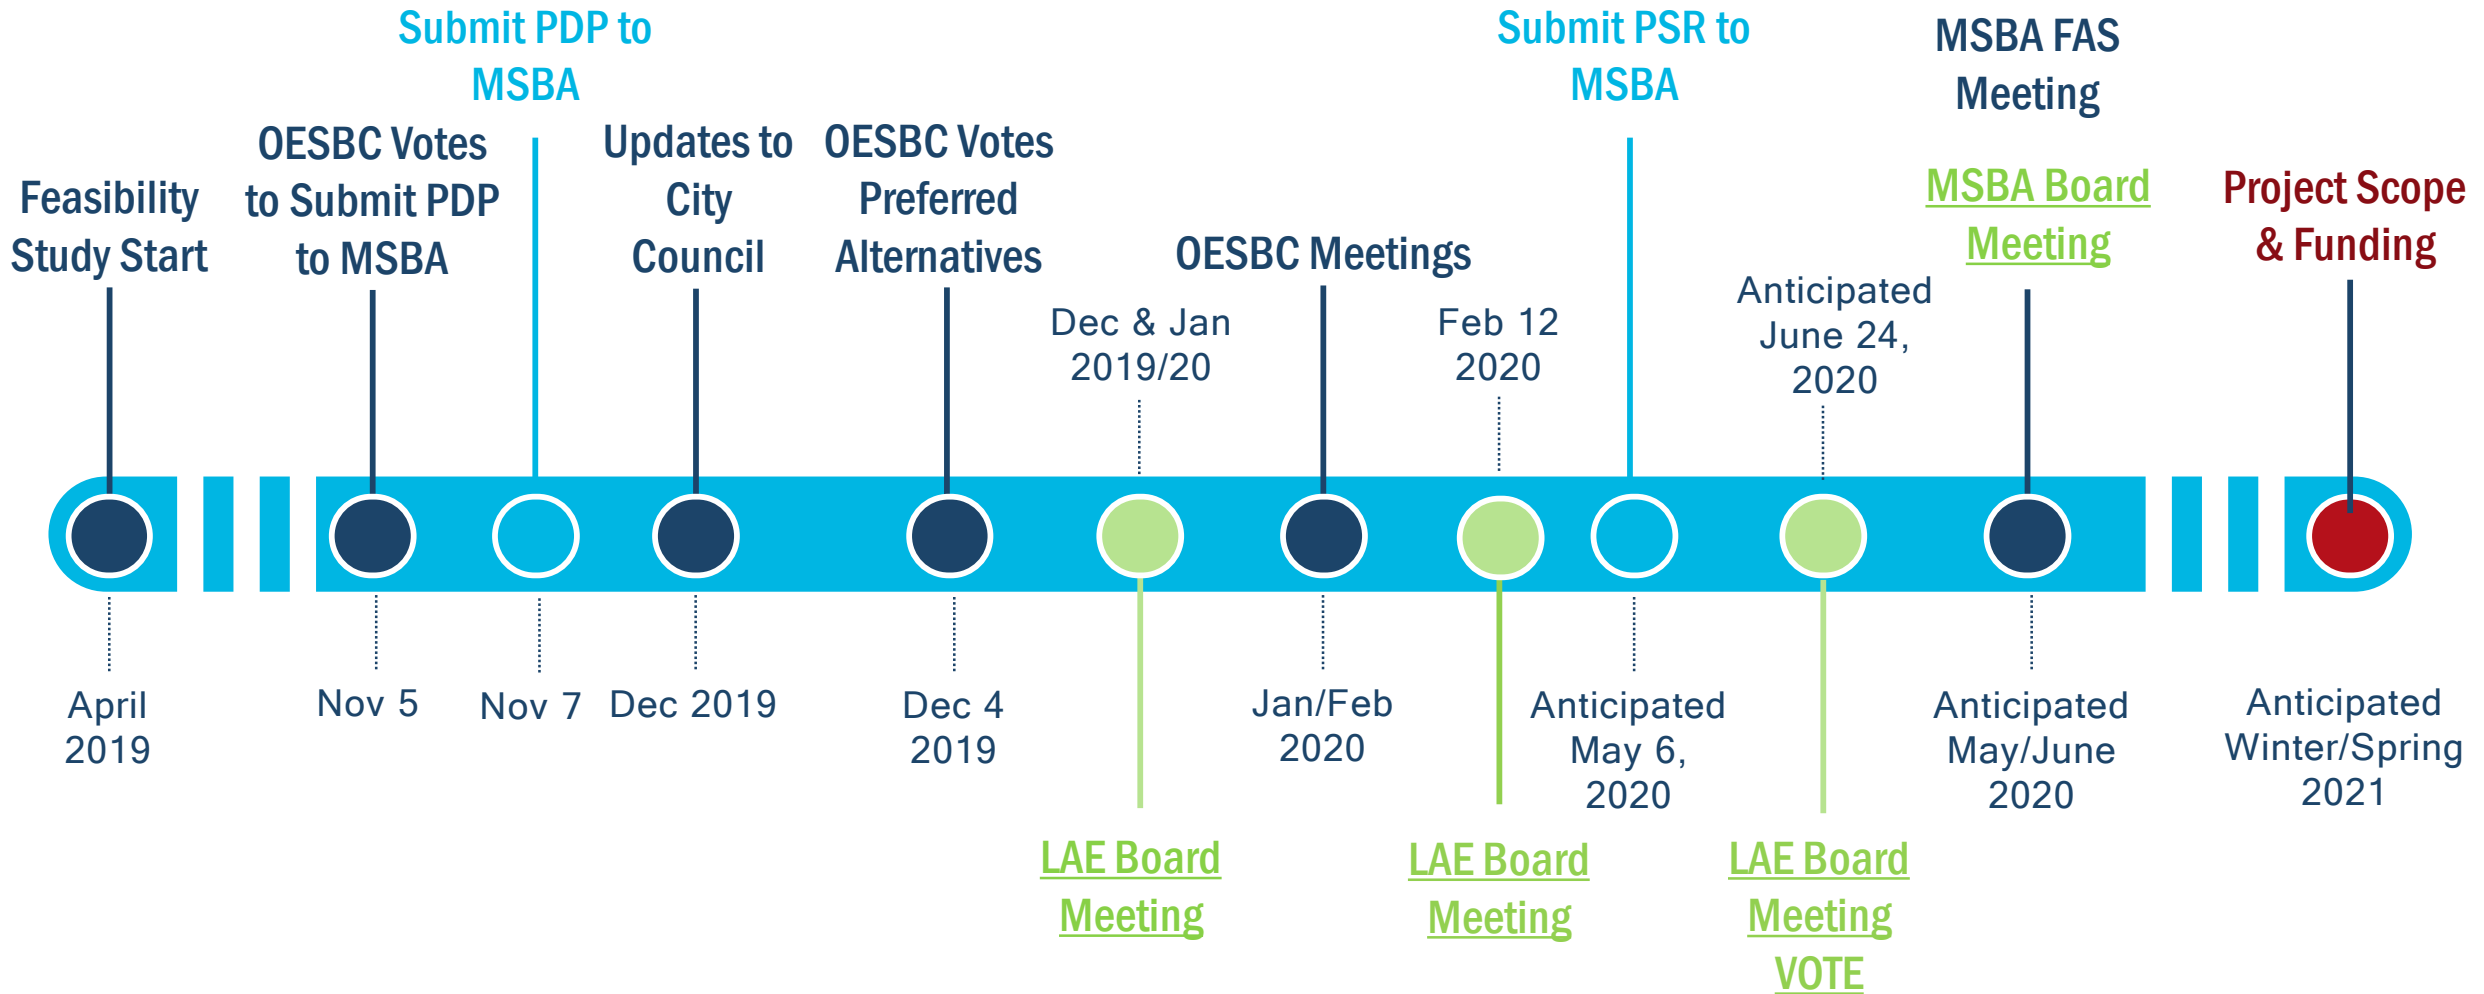 Feasibility
Study Start
April
2019
OESBC Votes
to Submit PDP
to MSBA
Nov 5
Submit PDP to
MSBA
Nov 7
Updates to
City
Council
Dec 2019
OESBC Votes
Preferred
Alternatives
Dec 4
2019
Dec & Jan
2019/20
LAE Board
Meeting
OESBC Meetings
Jan/Feb
2020
Feb 12
2020
LAE Board
Meeting
Submit PSR to
MSBA
Anticipated
May 6,
2020
Anticipated
June 24,
2020
LAE Board
Meeting
VOTE
MSBA FAS
Meeting
MSBA Board
Meeting
Anticipated
May/June
2020
Project Scope
& Funding
Anticipated
Winter/Spring
2021